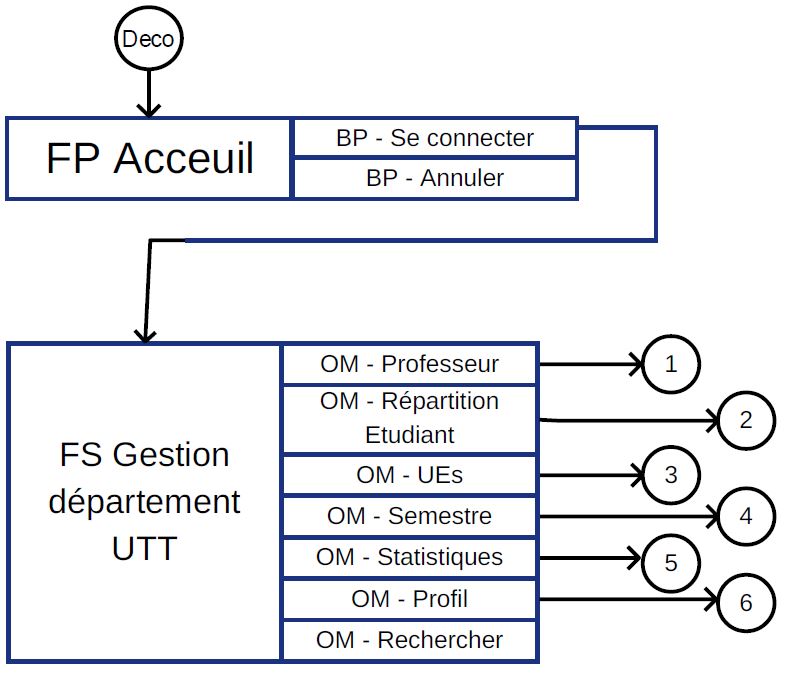 Deco
FP Acceuil
BP - Se connecter
BP - Annuler
FS Gestion
département
UTT
OM - Professeur
1
OM - Répartition
Etudiant
2
OM - UEs
3
OM - Semestre
4
OM - Statistiques
5
OM - Profil
6
OM - Rechercher